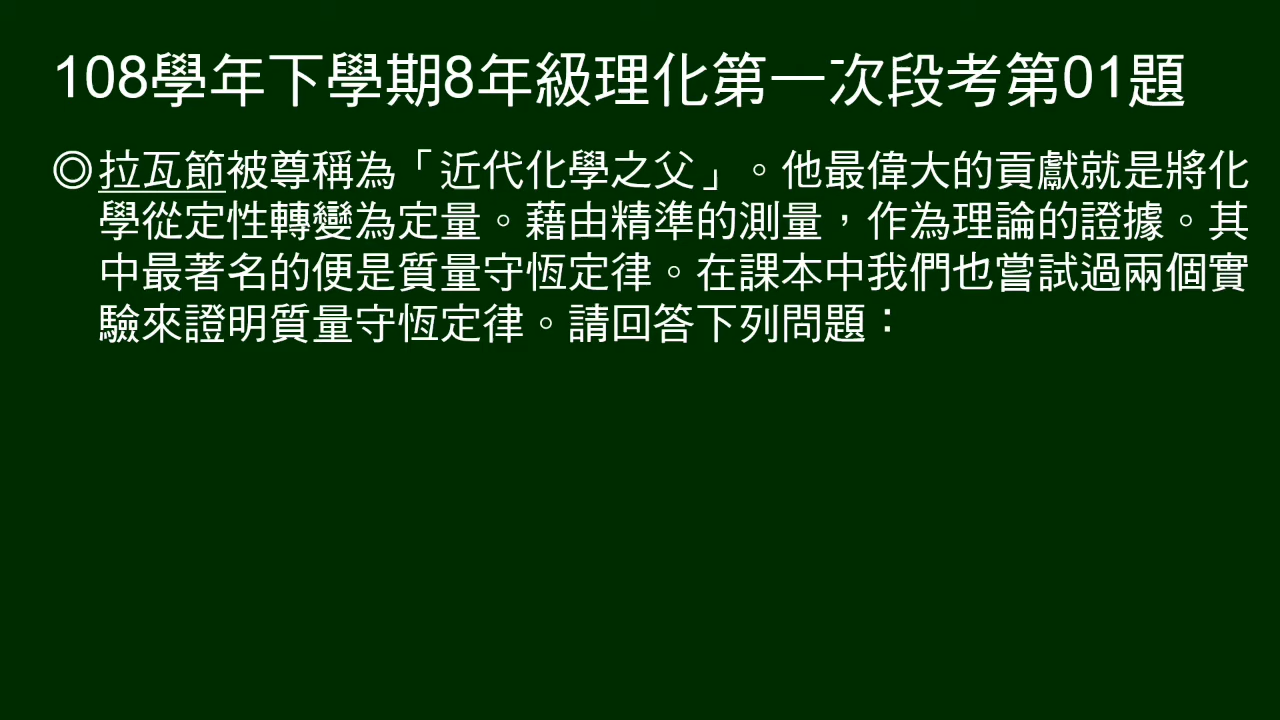 108學年下學期8年級理化第一次段考第01題
◎拉瓦節被尊稱為「近代化學之父」。他最偉大的貢獻就是將化
學從定性轉變為定量。藉由精準的測量，作為理論的證據。其
中最著名的便是質量守恆定律。在課本中我們也嘗試過兩個實
驗來證明質量守恆定律。請回答下列問題：